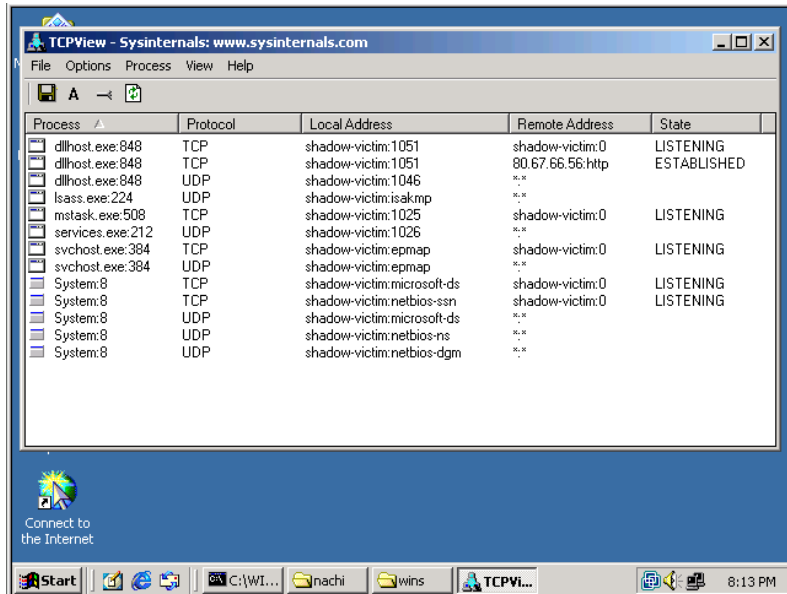 TCPView - Sysinternals: www.sysinternals.com
File Options Process View Help
A
Process Protocol Local Address Remote Address State
dllhost.exe:848 TCP shadow-victim:1051 shadow-victim:0 LISTENING
dllhost.exe:848 TCP shadow-victim:1051 80.67.66.56:http ESTABLISHED
dllhost.exe:848 UDP shadow-victim:1046 *:*
lsass.exe:224 UDP shadow-victim:isakmp *:*
mstask.exe:508 TCP shadow-victim:1025 shadow-victim:0 LISTENING
services.exe:212 UDP shadow-victim:1026 *:*
svchost.exe:384 TCP shadow-victim:epmap shadow-victim:0 LISTENING
svchost.exe:384 UDP shadow-victim:epmap *:*
System:8 TCP shadow-victim:microsoft-ds shadow-victim:0 LISTENING
System:8 TCP shadow-victim:netbios-ssn shadow-victim:0 LISTENING
System:8 UDP shadow-victim:microsoft-ds *:*
System:8 UDP shadow-victim:netbios-ns *:*
System:8 UDP shadow-victim:netbios-dgm *:*
Connect to
the Internet
Start C:\WI... nachi wins TCPVi... 8:13 PM